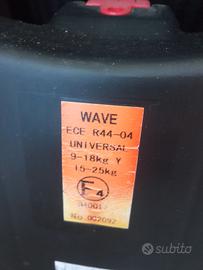 WAVE
ECE R44-04
UNIVERSAL
9-18kg Y
15-25kg
E4
No.002092
subito